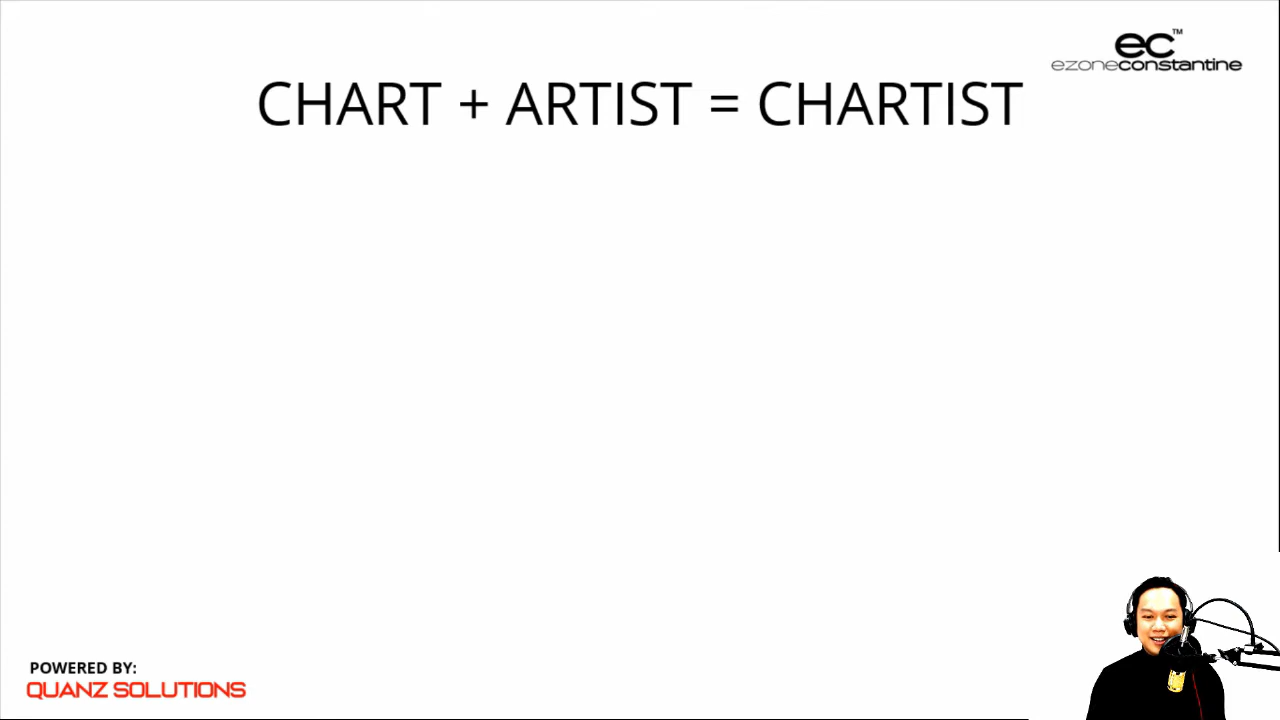 ec™
ezoneconstantine
CHART + ARTIST = CHARTIST
POWERED BY:
QUANZ SOLUTIONS